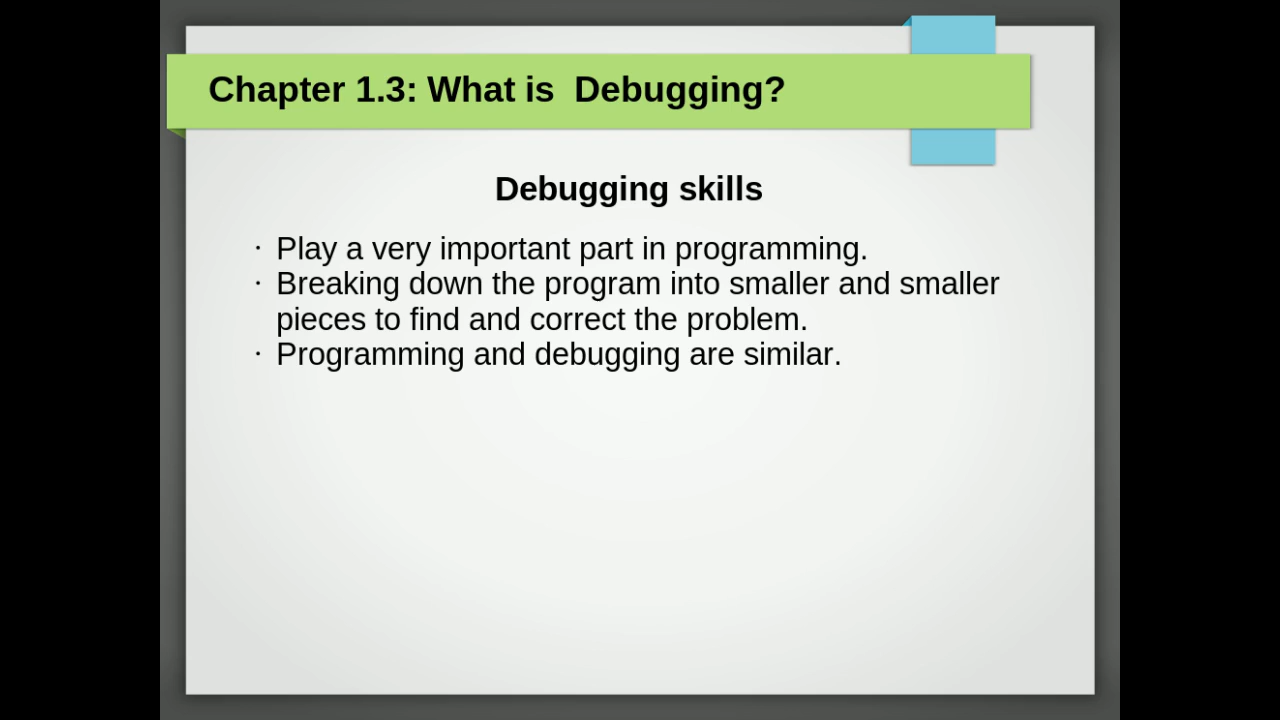 Chapter 1.3: What is  Debugging?
Debugging skills
· Play a very important part in programming.
· Breaking down the program into smaller and smaller
pieces to find and correct the problem.
· Programming and debugging are similar.